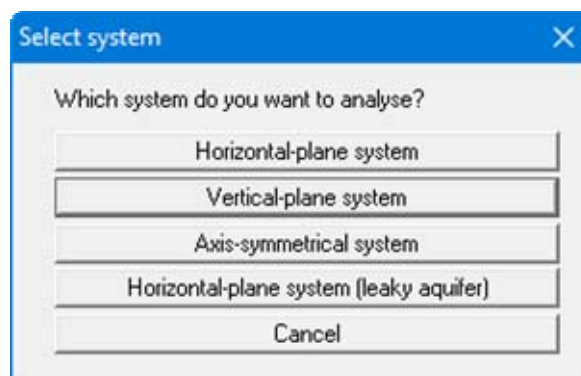 Select system
Which system do you want to analyse?
Horizontal-plane system
Vertical-plane system
Axis-symmetrical system
Horizontal-plane system (leaky aquifer)
Cancel